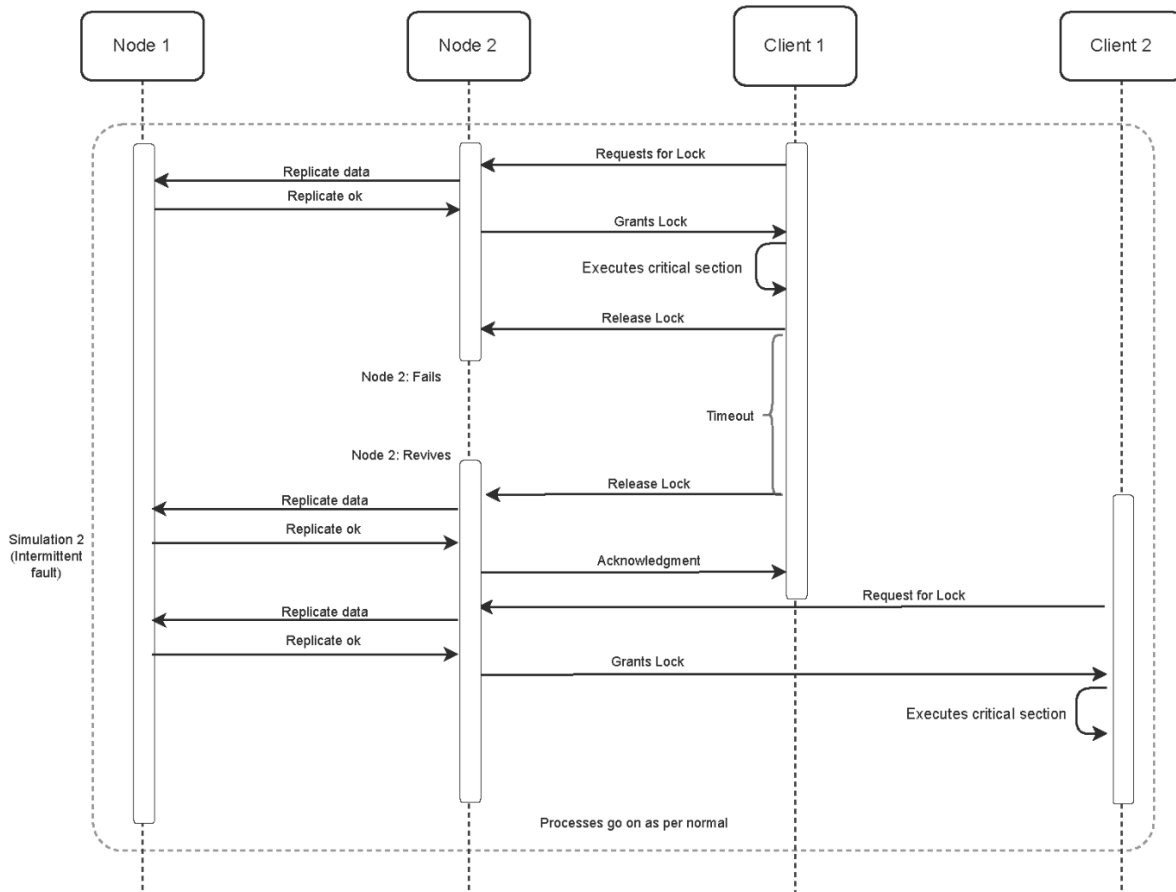 Node 1
Node 2
Client 1
Client 2
Requests for Lock
Replicate data
Replicate ok
Grants Lock
Executes critical section
Release Lock
Node 2: Fails
Timeout
Node 2: Revives
Release Lock
Replicate data
Replicate ok
Simulation 2
(Intermittent
fault)
Acknowledgment
Request for Lock
Replicate data
Replicate ok
Grants Lock
Executes critical section
Processes go on as per normal